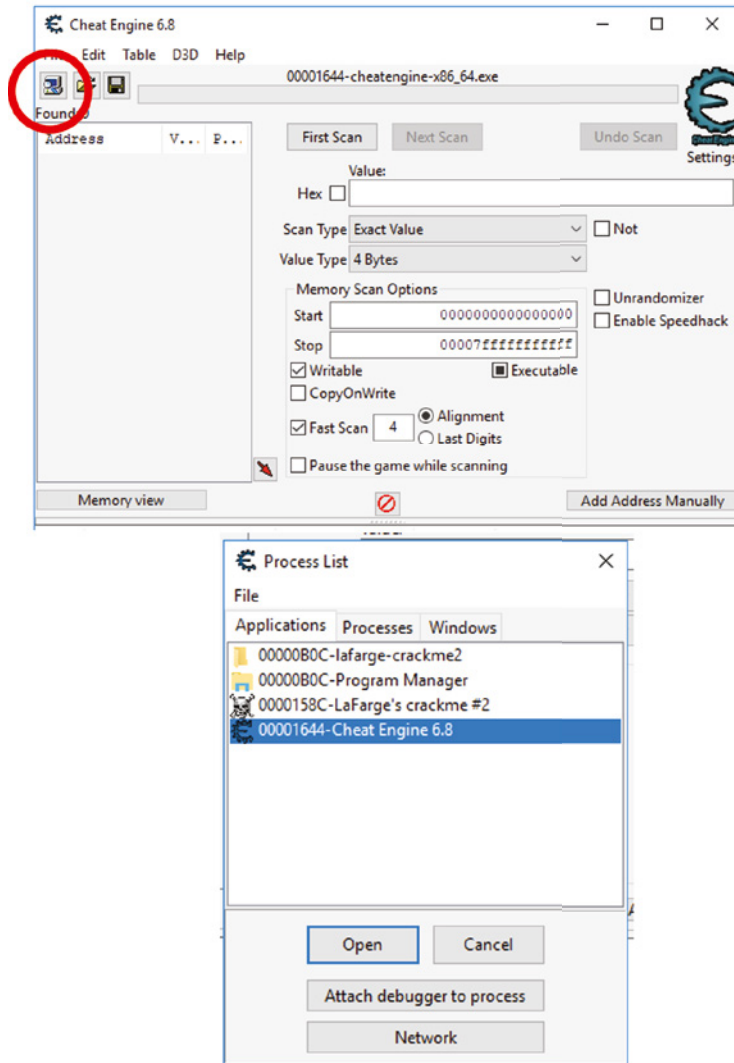 Cheat Engine 6.8
Edit Table D3D Help
00001644-cheatengine-x86_64.exe
Address V... P...
First Scan Next Scan Undo Scan
Cheat Engine
Settings
Value:
Hex
Scan Type Exact Value Not
Value Type 4 Bytes
Memory Scan Options
Start 0000000000000000
Unrandomizer
Enable Speedhack
Stop 00007fffffffffff
Writable Executable
CopyOnWrite
Fast Scan 4 Alignment
Last Digits
Pause the game while scanning
Memory view Add Address Manually
Process List
File
Applications Processes Windows
00000B0C-lafarge-crackme2
00000B0C-Program Manager
0000158C-LaFarge's crackme #2
00001644-Cheat Engine 6.8
Open Cancel
Attach debugger to process
Network